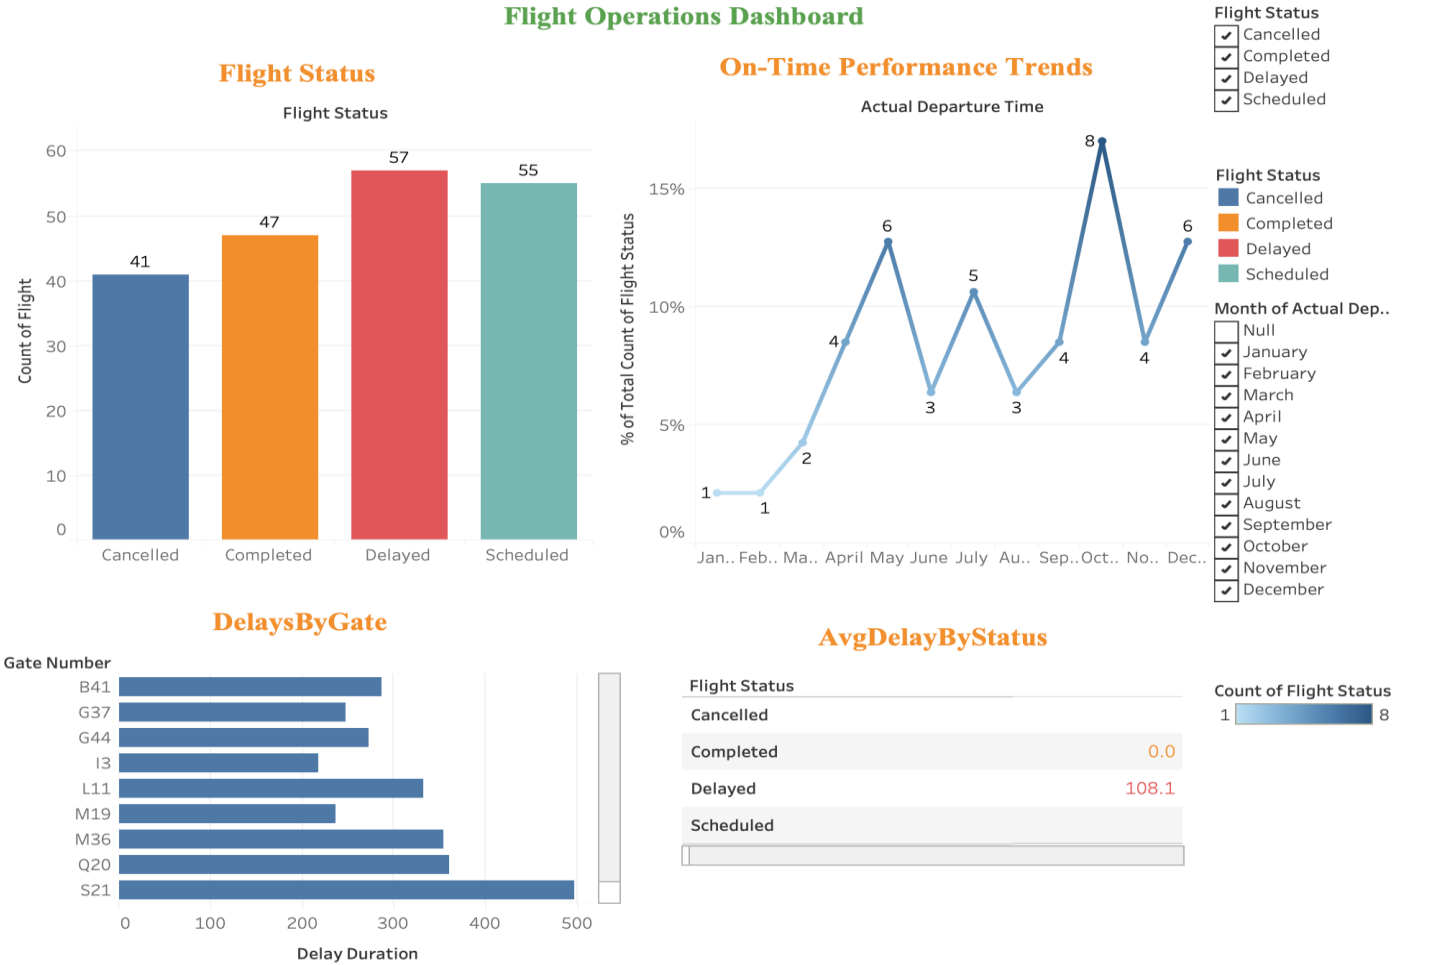 Flight Operations Dashboard
Flight Status
Flight Status
Count of Flight
60
50
40
30
20
10
0
41
47
57
55
Cancelled
Completed
Delayed
Scheduled
On-Time Performance Trends
Actual Departure Time
% of Total Count of Flight Status
15%
10%
5%
0%
1
1
2
4
6
3
5
3
4
8
4
6
Jan..
Feb..
Ma..
April
May
June
July
Au..
Sep..
Oct..
No..
Dec..
Flight Status
Cancelled
Completed
Delayed
Scheduled
Flight Status
Cancelled
Completed
Delayed
Scheduled
Month of Actual Dep..
Null
January
February
March
April
May
June
July
August
September
October
November
December
DelaysByGate
Gate Number
B41
G37
G44
I3
L11
M19
M36
Q20
S21
0
100
200
300
400
500
Delay Duration
AvgDelayByStatus
Flight Status
Cancelled
Completed 0.0
Delayed 108.1
Scheduled
Count of Flight Status
1 8